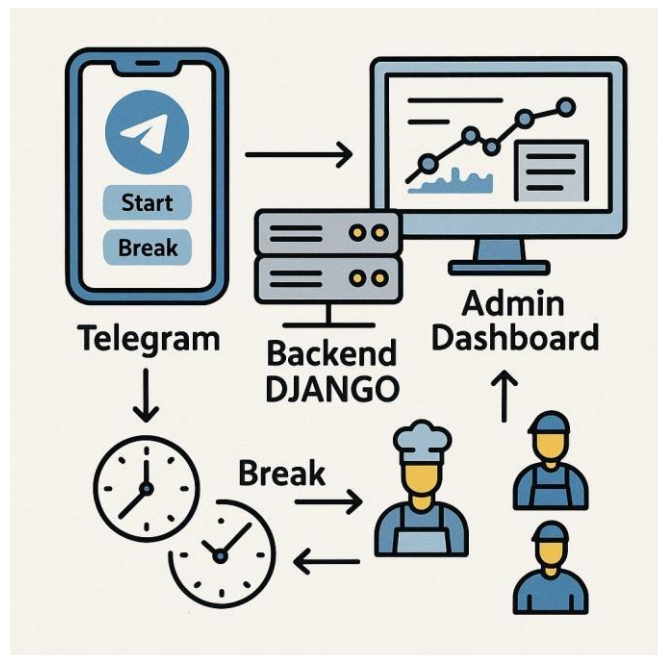 Start
Break
Telegram
Backend
DJANGO
Admin
Dashboard
Break